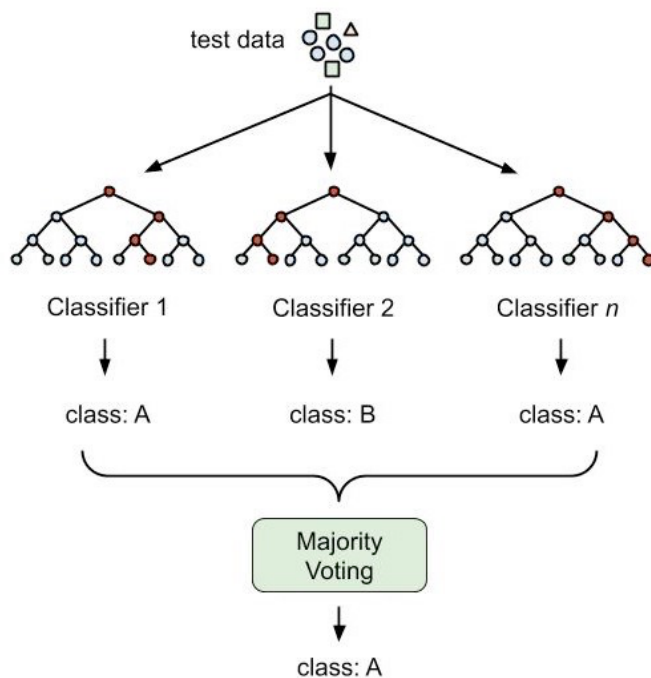 test data
Classifier 1
Classifier 2
Classifier n
class: A
class: B
class: A
Majority
Voting
class: A